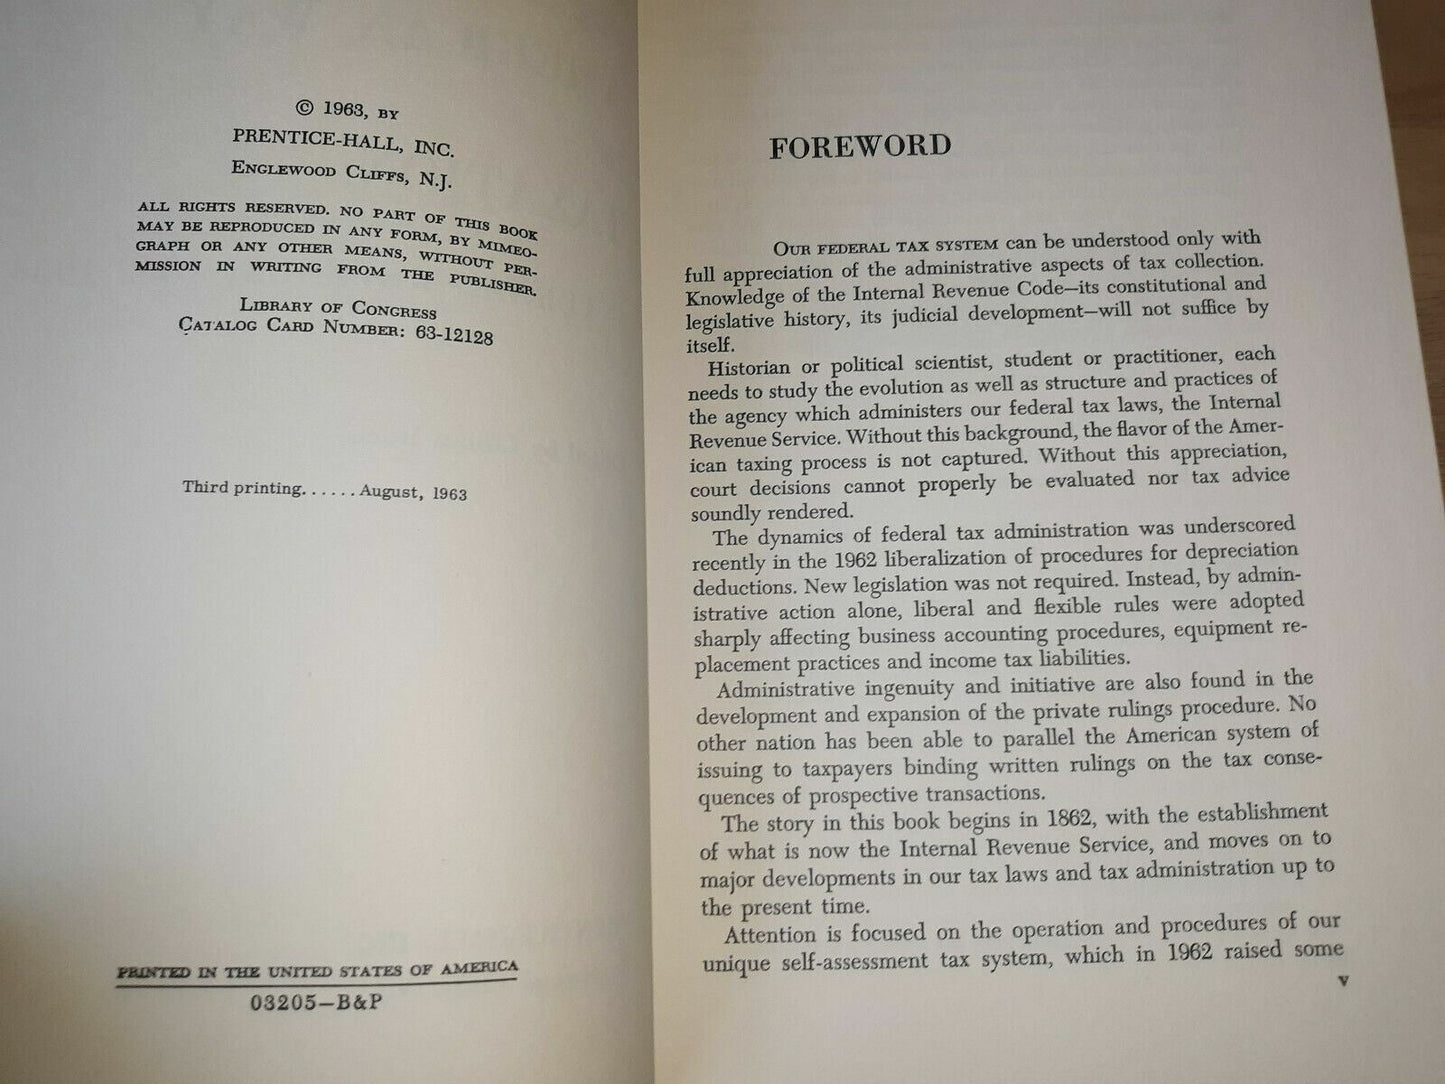 © 1963, BY
PRENTICE-HALL, INC.
ENGLEWOOD CLIFFS, N.J.
ALL RIGHTS RESERVED. NO PART OF THIS BOOK
MAY BE REPRODUCED IN ANY FORM, BY MIMEO-
GRAPH OR ANY OTHER MEANS, WITHOUT PER-
MISSION IN WRITING FROM THE PUBLISHER.
LIBRARY OF CONGRESS
CATALOG CARD NUMBER: 63-12128
Third printing......August, 1963
PRINTED IN THE UNITED STATES OF AMERICA
03205—B&P
FOREWORD
OUR FEDERAL TAX SYSTEM can be understood only with
full appreciation of the administrative aspects of tax collection.
Knowledge of the Internal Revenue Code—its constitutional and
legislative history, its judicial development—will not suffice by
itself.
Historian or political scientist, student or practitioner, each
needs to study the evolution as well as structure and practices of
the agency which administers our federal tax laws, the Internal
Revenue Service. Without this background, the flavor of the Amer-
ican taxing process is not captured. Without this appreciation,
court decisions cannot properly be evaluated nor tax advice
soundly rendered.
The dynamics of federal tax administration was underscored
recently in the 1962 liberalization of procedures for depreciation
deductions. New legislation was not required. Instead, by admin-
istrative action alone, liberal and flexible rules were adopted
sharply affecting business accounting procedures, equipment re-
placement practices and income tax liabilities.
Administrative ingenuity and initiative are also found in the
development and expansion of the private rulings procedure. No
other nation has been able to parallel the American system of
issuing to taxpayers binding written rulings on the tax conse-
quences of prospective transactions.
The story in this book begins in 1862, with the establishment
of what is now the Internal Revenue Service, and moves on to
major developments in our tax laws and tax administration up to
the present time.
Attention is focused on the operation and procedures of our
unique self-assessment tax system, which in 1962 raised some
v